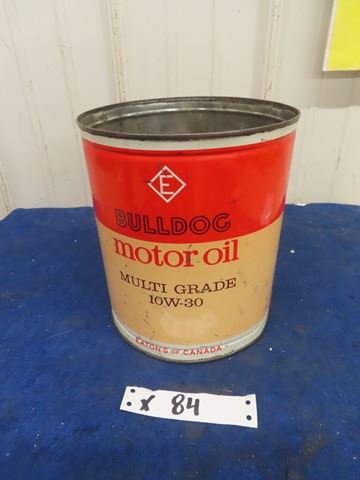 E
BULLDOG
motor oil
MULTI GRADE
10W-30
EATON'S OF CANADA
x 84